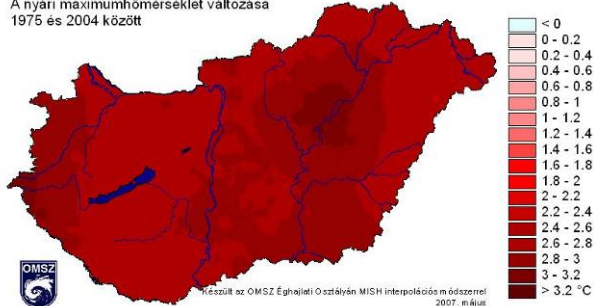 A nyári maximumhőmérséklet változása
1975 és 2004 között
< 0
0 - 0.2
0.2 - 0.4
0.4 - 0.6
0.6 - 0.8
0.8 - 1
1 - 1.2
1.2 - 1.4
1.4 - 1.6
1.6 - 1.8
1.8 - 2
2 - 2.2
2.2 - 2.4
2.4 - 2.6
2.6 - 2.8
2.8 - 3
3 - 3.2
> 3.2 °C
OMSZ
Készült az OMSZ Éghajlati Osztályán MISH interpolációs módszerrel
2007. május